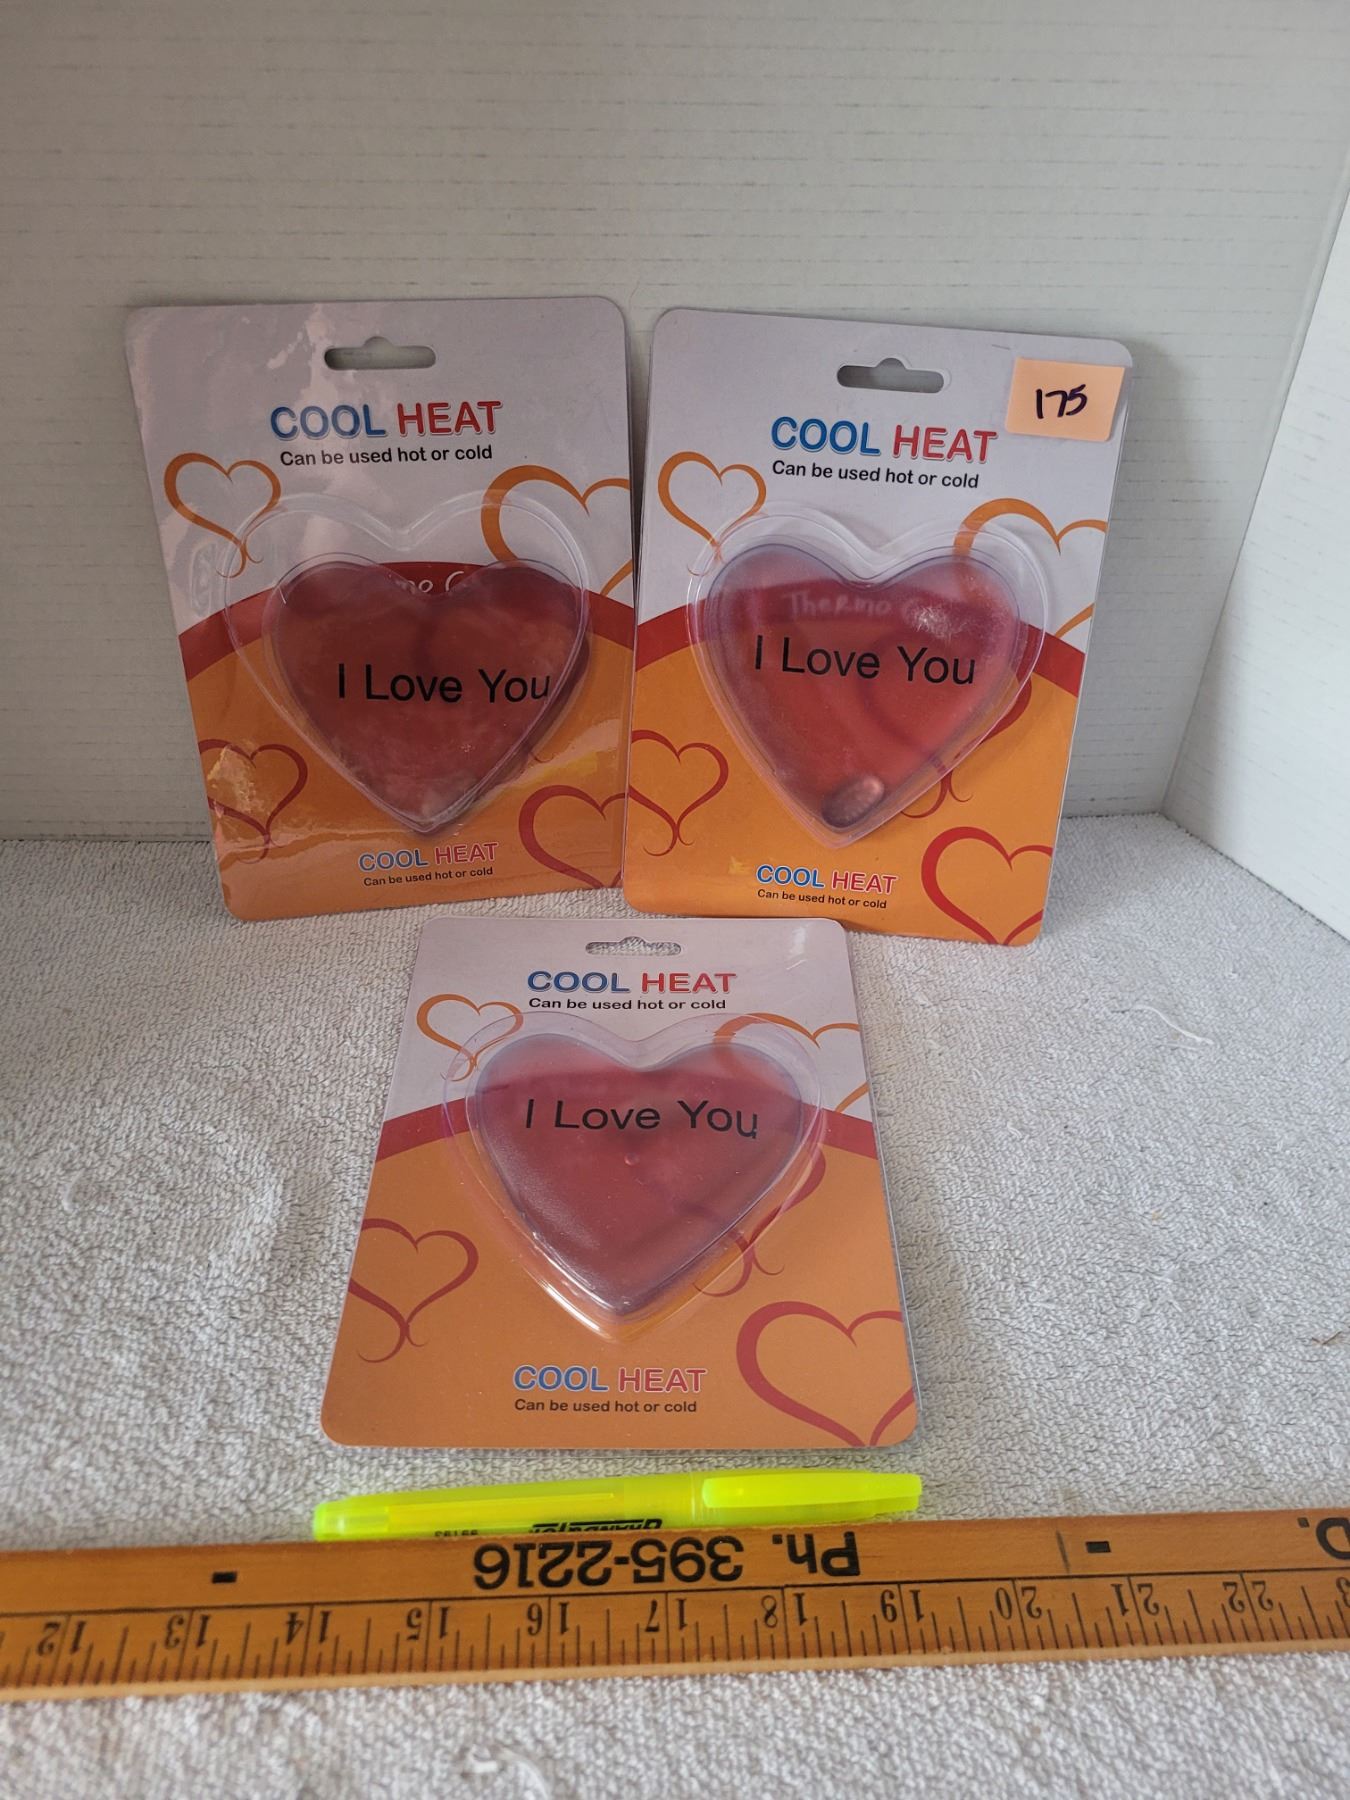 COOL HEAT
Can be used hot or cold
I Love You
COOL HEAT
Can be used hot or cold
175
COOL HEAT
Can be used hot or cold
Thermo
I Love You
COOL HEAT
Can be used hot or cold
COOL HEAT
Can be used hot or cold
I Love You
COOL HEAT
Can be used hot or cold
Ph. 395-2216 -
12 13 14 15 16 17 18 19 20 21 22